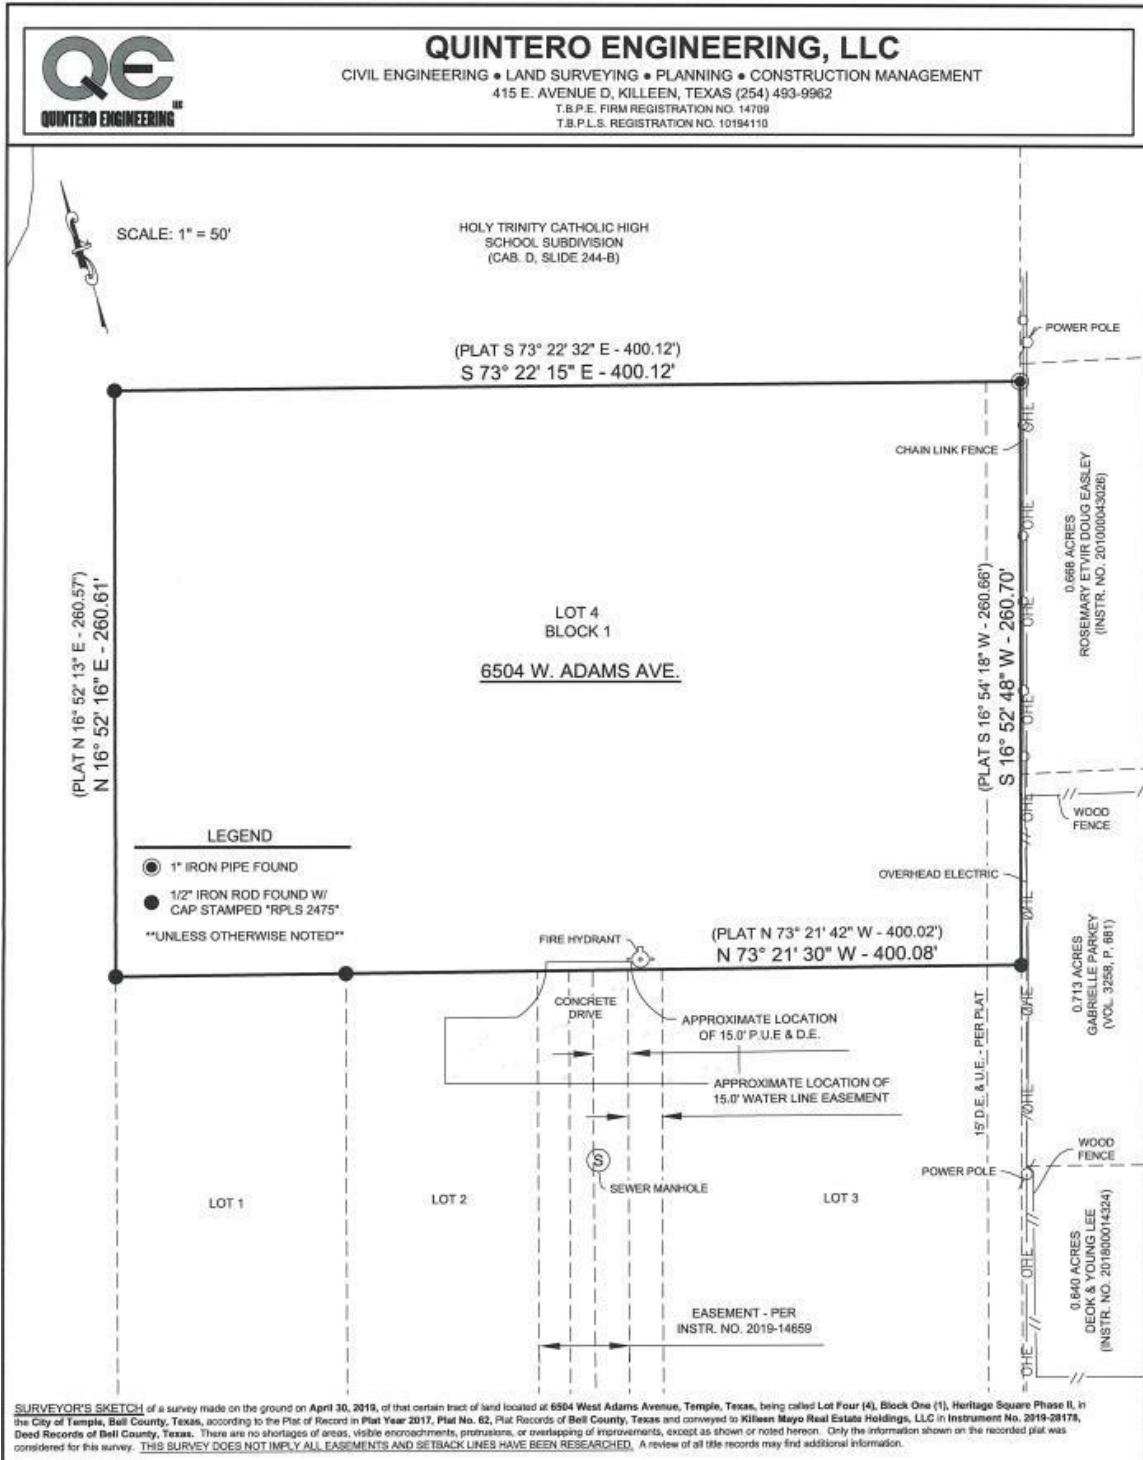 QE
LLC
QUINTERO ENGINEERING
QUINTERO ENGINEERING, LLC
CIVIL ENGINEERING • LAND SURVEYING • PLANNING • CONSTRUCTION MANAGEMENT
415 E. AVENUE D, KILLEEN, TEXAS (254) 493-9962
T.B.P.E. FIRM REGISTRATION NO. 14709
T.B.P.L.S. REGISTRATION NO. 10194110
SCALE: 1" = 50'
HOLY TRINITY CATHOLIC HIGH
SCHOOL SUBDIVISION
(CAB. D, SLIDE 244-B)
POWER POLE
(PLAT S 73° 22' 32" E - 400.12')
S 73° 22' 15" E - 400.12'
OHE
CHAIN LINK FENCE
OHE
0.668 ACRES
ROSEMARY ETVIR DOUG EASLEY
(INSTR. NO. 201000043026)
(PLAT N 16° 52' 13" E - 260.57')
N 16° 52' 16" E - 260.61'
LOT 4
BLOCK 1
6504 W. ADAMS AVE.
(PLAT S 16° 54' 18" W - 260.66')
S 16° 52' 48" W - 260.70'
OHE
OHE
OHE
WOOD
FENCE
LEGEND
1" IRON PIPE FOUND
1/2" IRON ROD FOUND W/
CAP STAMPED "RPLS 2475"
**UNLESS OTHERWISE NOTED**
OVERHEAD ELECTRIC
OHE
FIRE HYDRANT
(PLAT N 73° 21' 42" W - 400.02')
N 73° 21' 30" W - 400.08'
0.713 ACRES
GABRIELLE PARKEY
(VOL. 3258, P. 681)
OHE
CONCRETE
DRIVE
APPROXIMATE LOCATION
OF 15.0' P.U.E & D.E.
15' D.E. & U.E. - PER PLAT
APPROXIMATE LOCATION OF
15.0' WATER LINE EASEMENT
OHE
WOOD
FENCE
POWER POLE
S
SEWER MANHOLE
LOT 1
LOT 2
LOT 3
0.640 ACRES
DEOK & YOUNG LEE
(INSTR. NO. 201800014324)
OHE
OHE
EASEMENT - PER
INSTR. NO. 2019-14659
SURVEYOR'S SKETCH of a survey made on the ground on April 30, 2019, of that certain tract of land located at 6504 West Adams Avenue, Temple, Texas, being called Lot Four (4), Block One (1), Heritage Square Phase II, in
the City of Temple, Bell County, Texas, according to the Plat of Record in Plat Year 2017, Plat No. 62, Plat Records of Bell County, Texas and conveyed to Killeen Mayo Real Estate Holdings, LLC in Instrument No. 2019-28178,
Deed Records of Bell County, Texas. There are no shortages of areas, visible encroachments, protrusions, or overlapping of improvements, except as shown or noted hereon. Only the information shown on the recorded plat was
considered for this survey. THIS SURVEY DOES NOT IMPLY ALL EASEMENTS AND SETBACK LINES HAVE BEEN RESEARCHED. A review of all title records may find additional information.